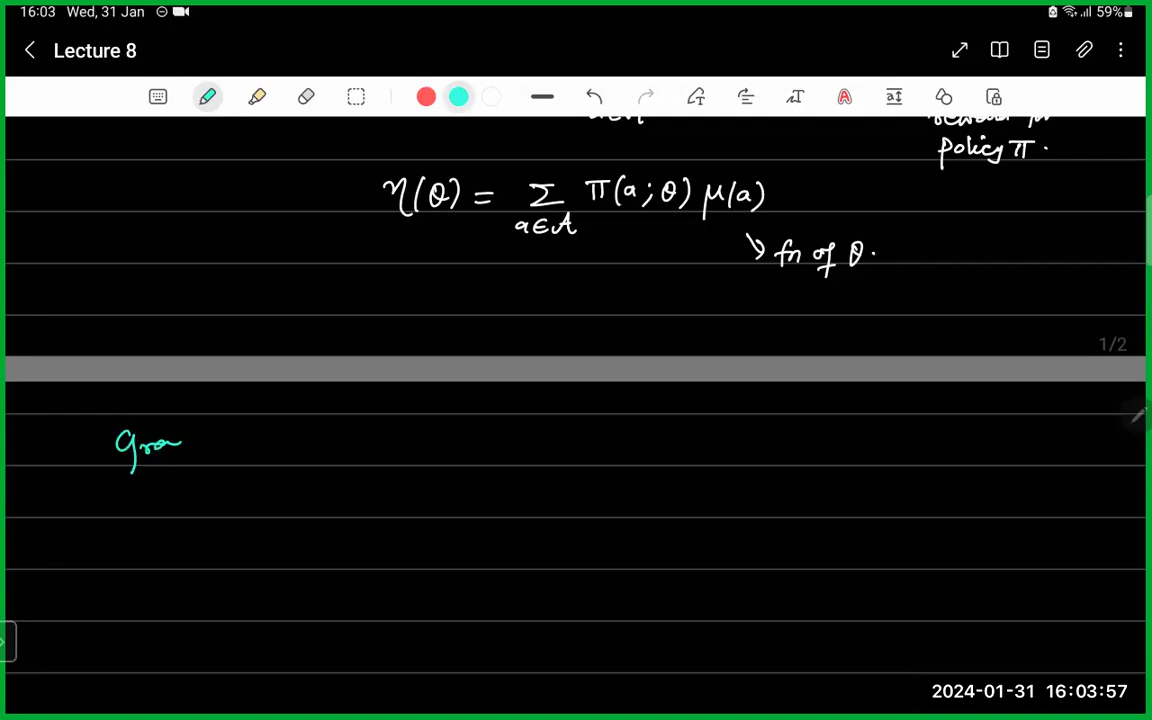 16:03 Wed, 31 Jan 59%
Lecture 8
policy π.
η(θ) = Σ π(a; θ) μ(a)
a∈A
↳ fn of θ.
1/2
gra
2024-01-31 16:03:57